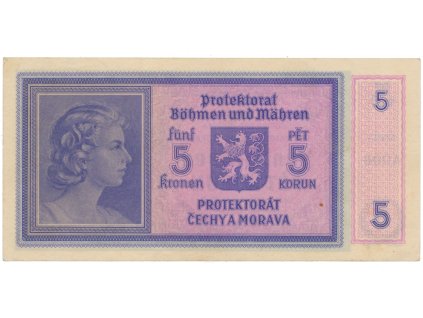 Protektorat
Böhmen und Mähren
fünf PĚT
5 5
kronen KORUN
PROTEKTORÁT
ČECHY A MORAVA
5
5